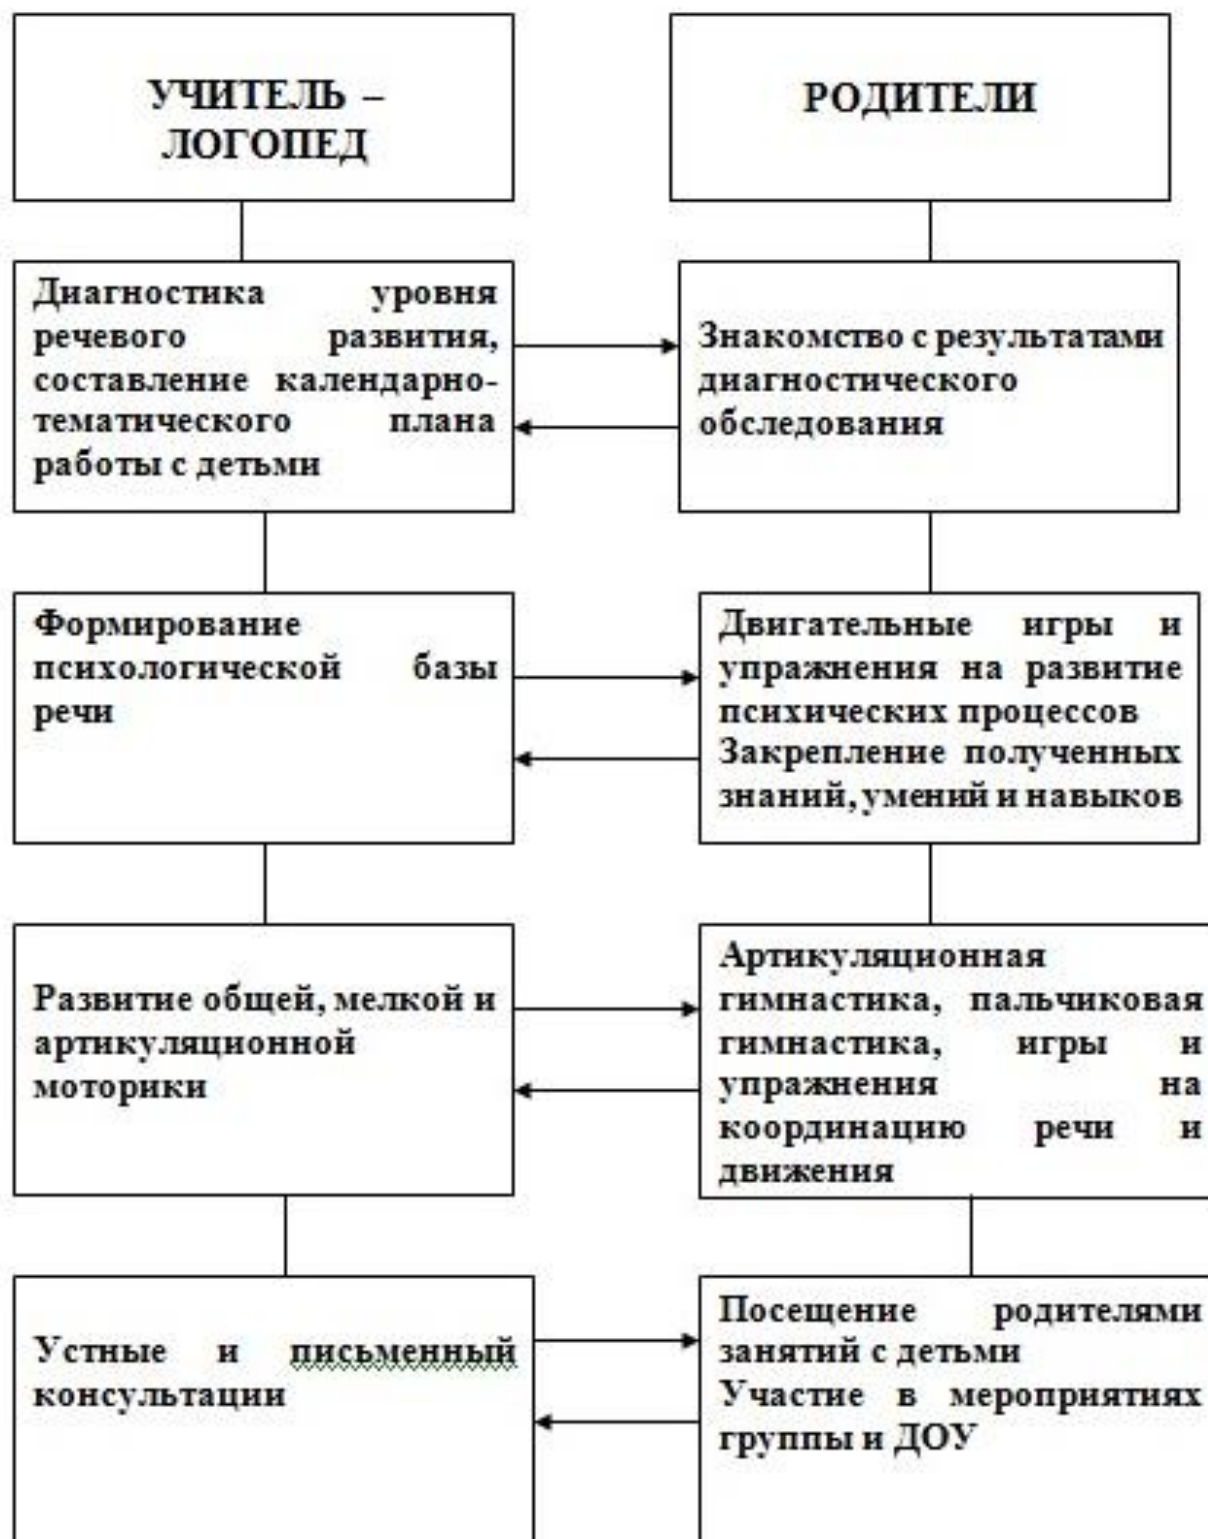 УЧИТЕЛЬ –
ЛОГОПЕД
РОДИТЕЛИ
Диагностика уровня
речевого развития,
составление календарно-
тематического плана
работы с детьми
Знакомство с результатами
диагностического
обследования
Формирование
психологической базы
речи
Двигательные игры и
упражнения на развитие
психических процессов
Закрепление полученных
знаний, умений и навыков
Развитие общей, мелкой и
артикуляционной
моторики
Артикуляционная
гимнастика, пальчиковая
гимнастика, игры и
упражнения на
координацию речи и
движения
Устные и письменный
консультации
Посещение родителями
занятий с детьми
Участие в мероприятиях
группы и ДОУ